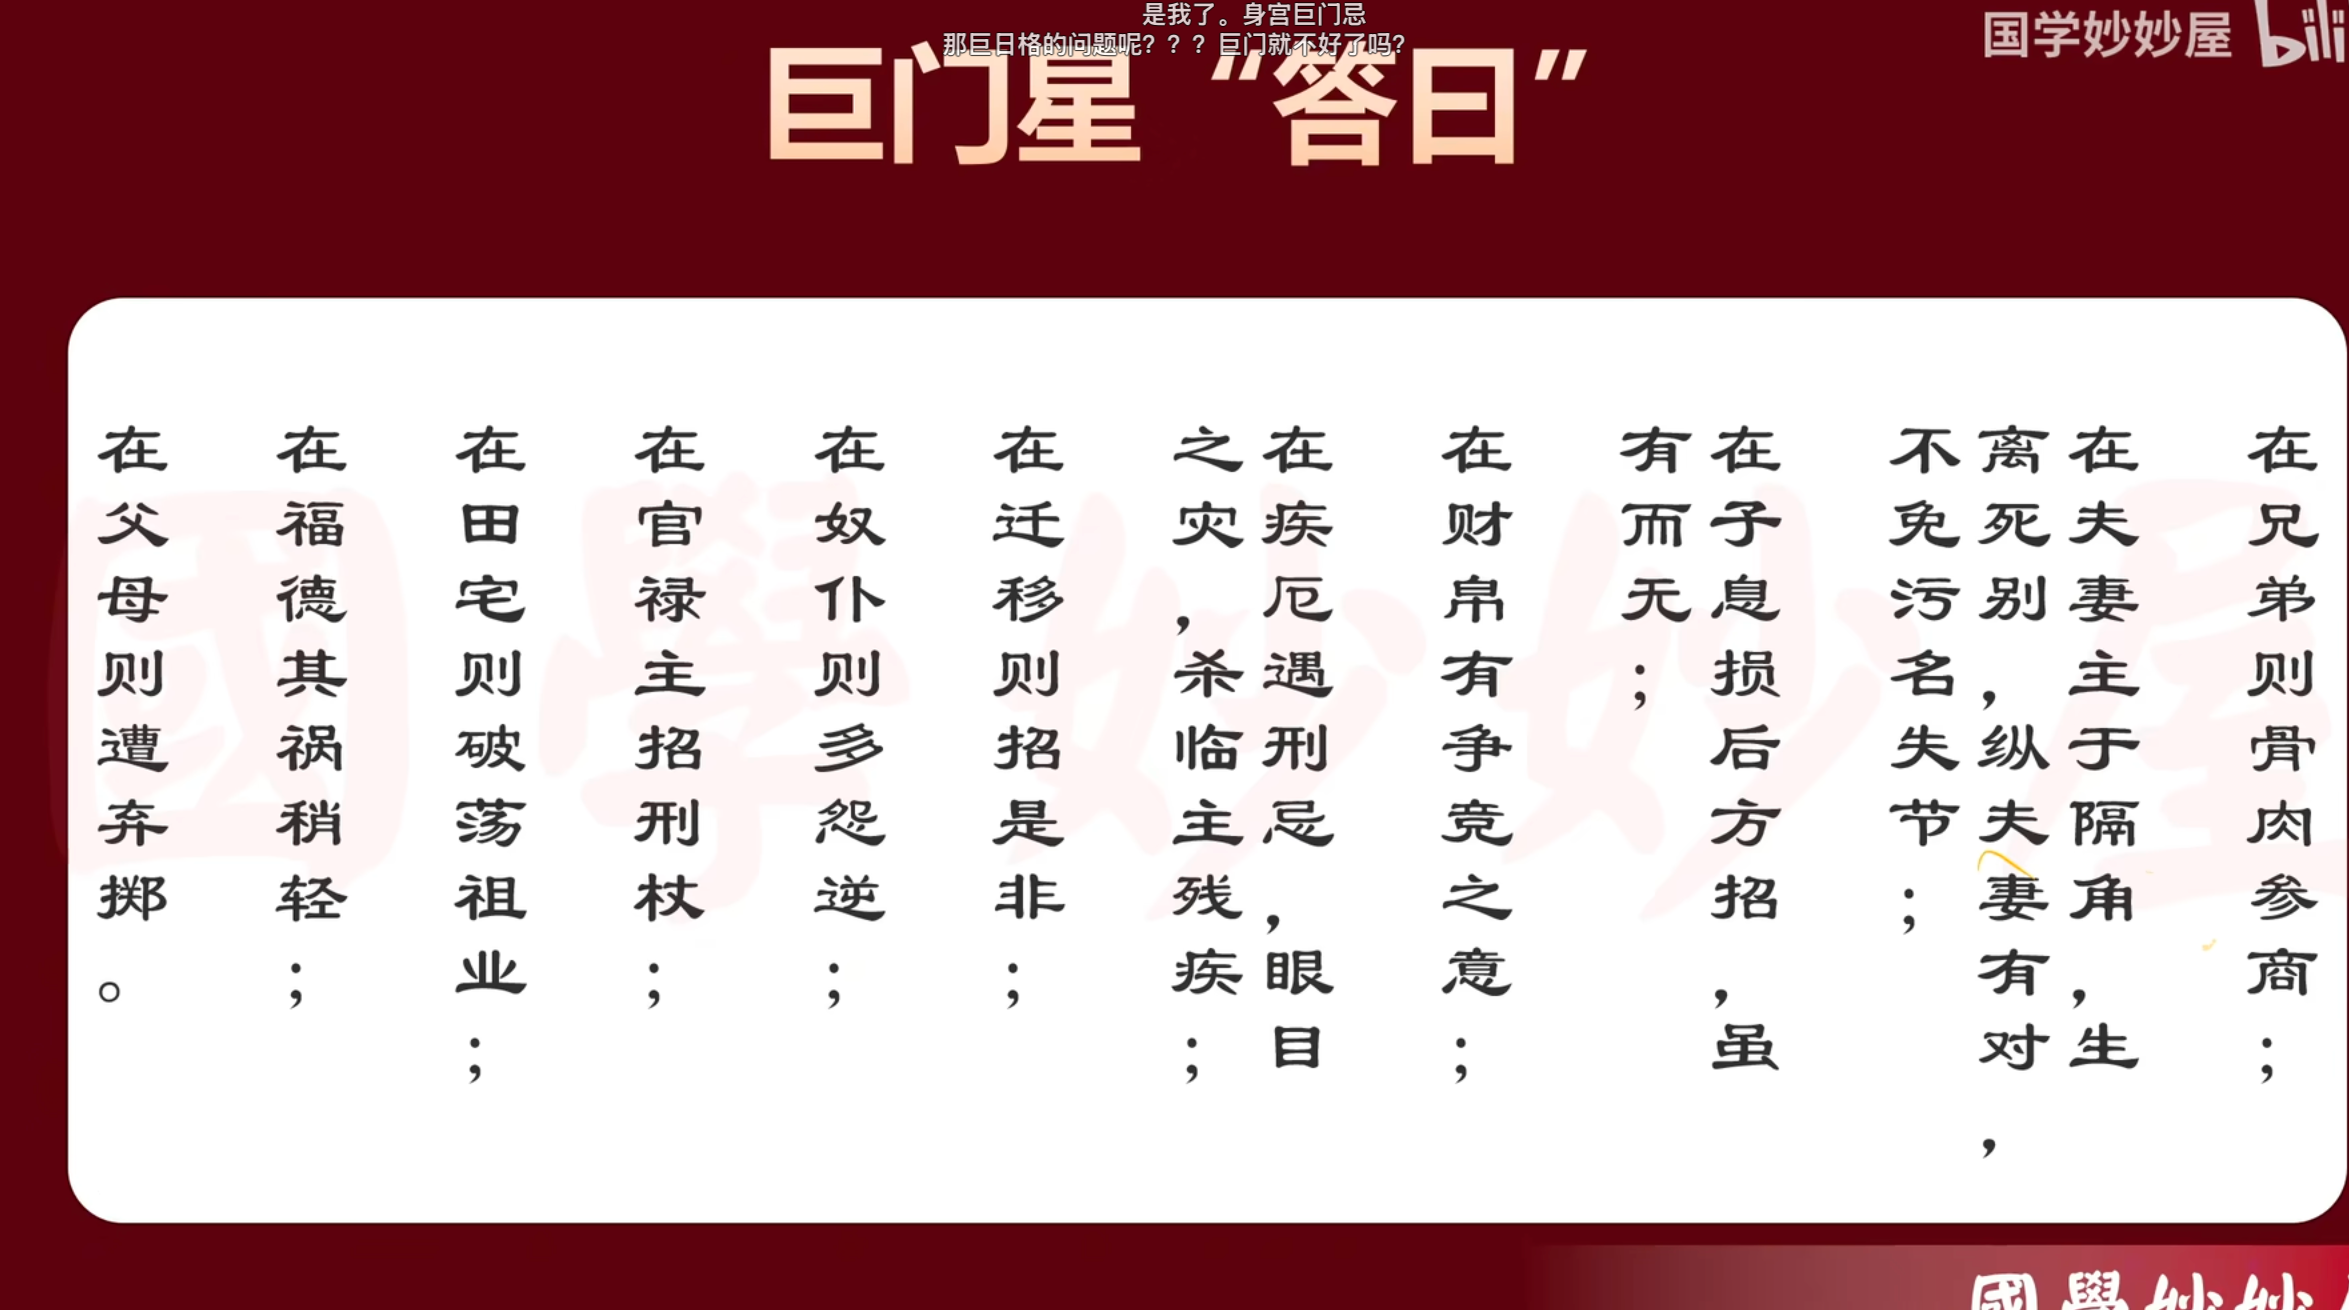 是我了。身宫巨门忌
那巨日格的问题呢？？？巨门就不好了吗？
国学妙妙屋 bili
巨门星 “答曰”
在兄弟则骨肉参商；
在夫妻主于隔角，生
离死别，纵夫妻有对，
不免污名失节；
在子息损后方招，虽
有而无；
在财帛有争竞之意；
在疾厄遇刑忌，眼目
之灾，杀临主残疾；
在迁移则招是非；
在奴仆则多怨逆；
在官禄主招刑杖；
在田宅则破荡祖业；
在福德其祸稍轻；
在父母则遭弃掷。
國學妙妙屋
國學妙妙